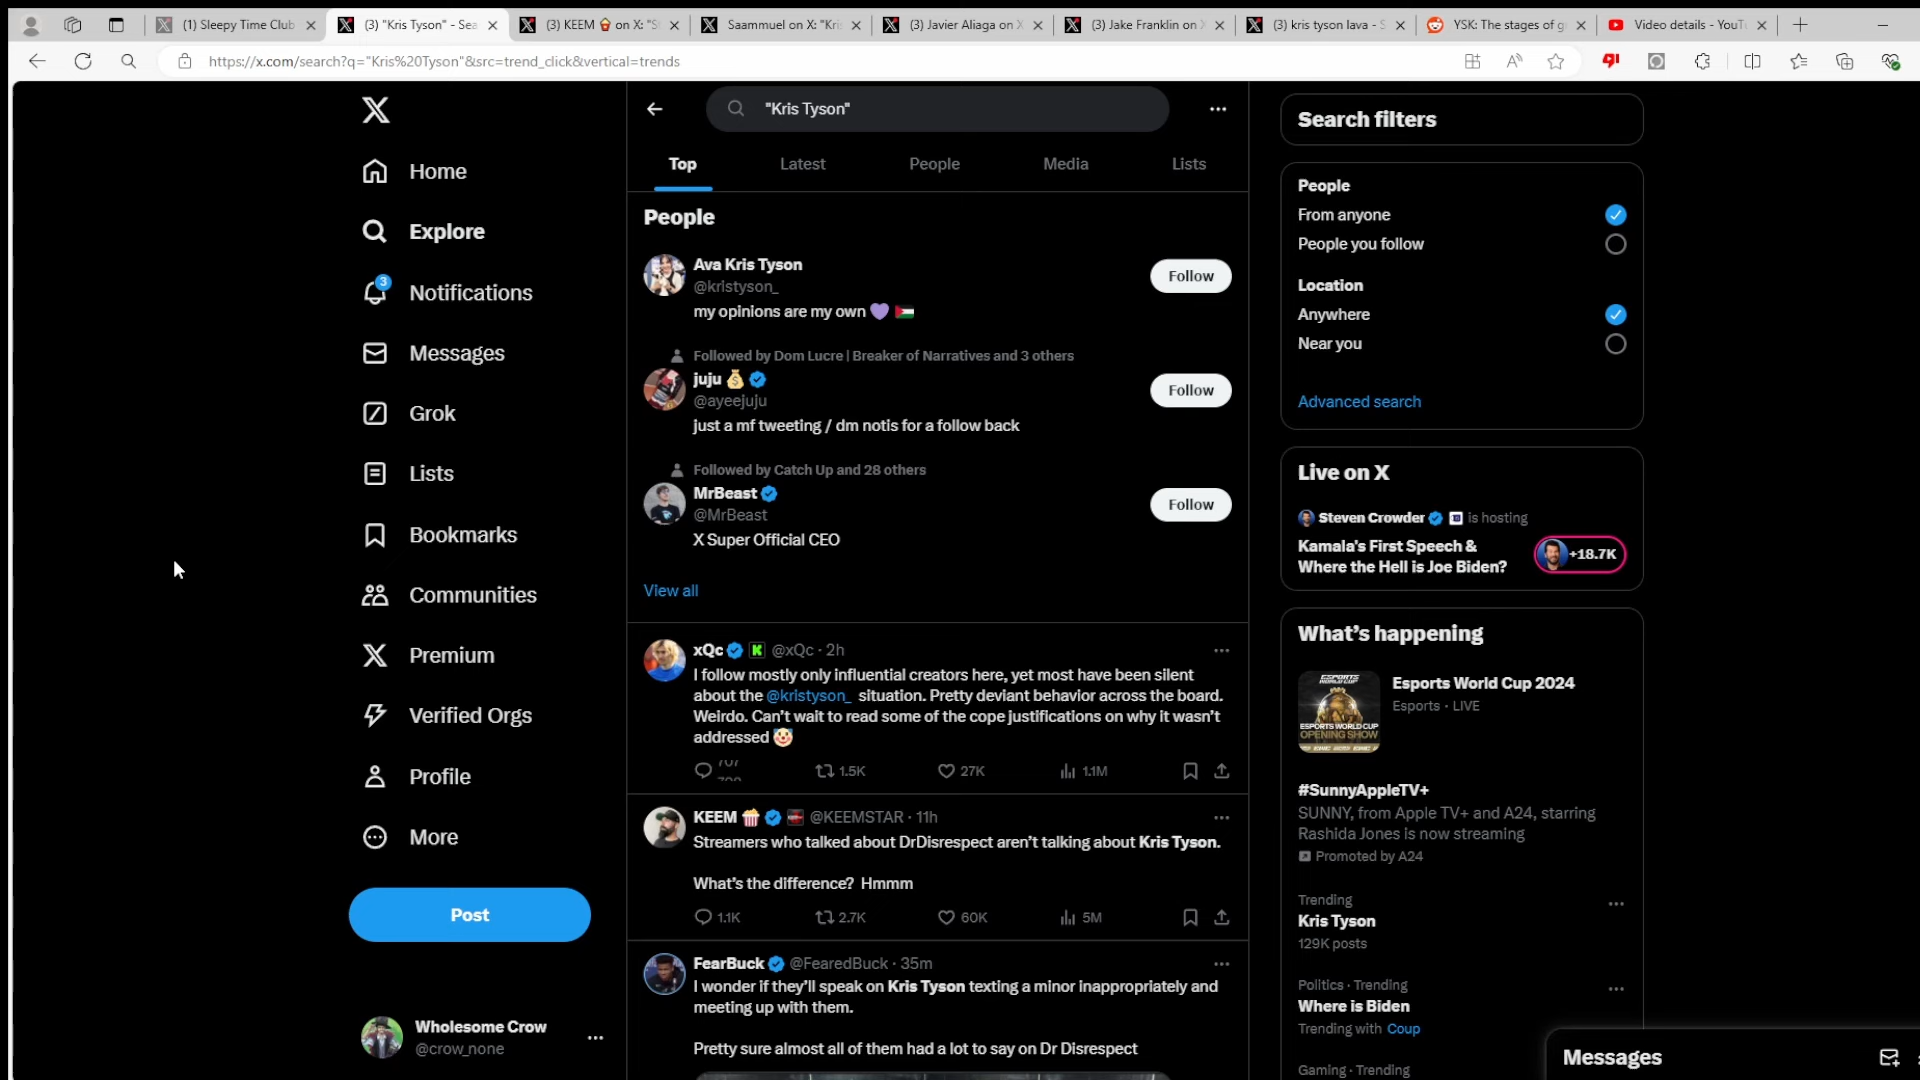 (1) Sleepy Time Club
(3) "Kris Tyson" - Sea
(3) KEEM 🍿 on X: "S
Saammuel on X: "Kri
(3) Javier Aliaga on X
(3) Jake Franklin on X
(3) kris tyson lava - S
YSK: The stages of g
Video details - YouT
https://x.com/search?q="Kris%20Tyson"&src=trend_click&vertical=trends
"Kris Tyson"
Top
Latest
People
Media
Lists
Home
Explore
3
Notifications
Messages
Grok
Lists
Bookmarks
Communities
Premium
Verified Orgs
Profile
More
Post
Wholesome Crow
@crow_none
People
Ava Kris Tyson
@kristyson_
my opinions are my own 💜 🇵🇸
Follow
Followed by Dom Lucre | Breaker of Narratives and 3 others
juju 💰
@ayeejuju
just a mf tweeting / dm notis for a follow back
Follow
Followed by Catch Up and 28 others
MrBeast
@MrBeast
X Super Official CEO
Follow
View all
xQc K @xQc · 2h
I follow mostly only influential creators here, yet most have been silent
about the @kristyson_ situation. Pretty deviant behavior across the board.
Weirdo. Can't wait to read some of the cope justifications on why it wasn't
addressed 🤡
1.5K
27K
1.1M
KEEM 🍿 @KEEMSTAR · 11h
Streamers who talked about DrDisrespect aren't talking about Kris Tyson.
What's the difference? Hmmm
1.1K
2.7K
60K
5M
FearBuck @FearedBuck · 35m
I wonder if they'll speak on Kris Tyson texting a minor inappropriately and
meeting up with them.
Pretty sure almost all of them had a lot to say on Dr Disrespect
Search filters
People
From anyone
People you follow
Location
Anywhere
Near you
Advanced search
Live on X
Steven Crowder is hosting
Kamala's First Speech &
Where the Hell is Joe Biden?
+18.7K
What's happening
ESPORTS
WORLD CUP
ESPORTS WORLD CUP
OPENING SHOW
Esports World Cup 2024
Esports · LIVE
#SunnyAppleTV+
SUNNY, from Apple TV+ and A24, starring
Rashida Jones is now streaming
Promoted by A24
Trending
Kris Tyson
129K posts
Politics · Trending
Where is Biden
Trending with Coup
Gaming · Trending
Messages